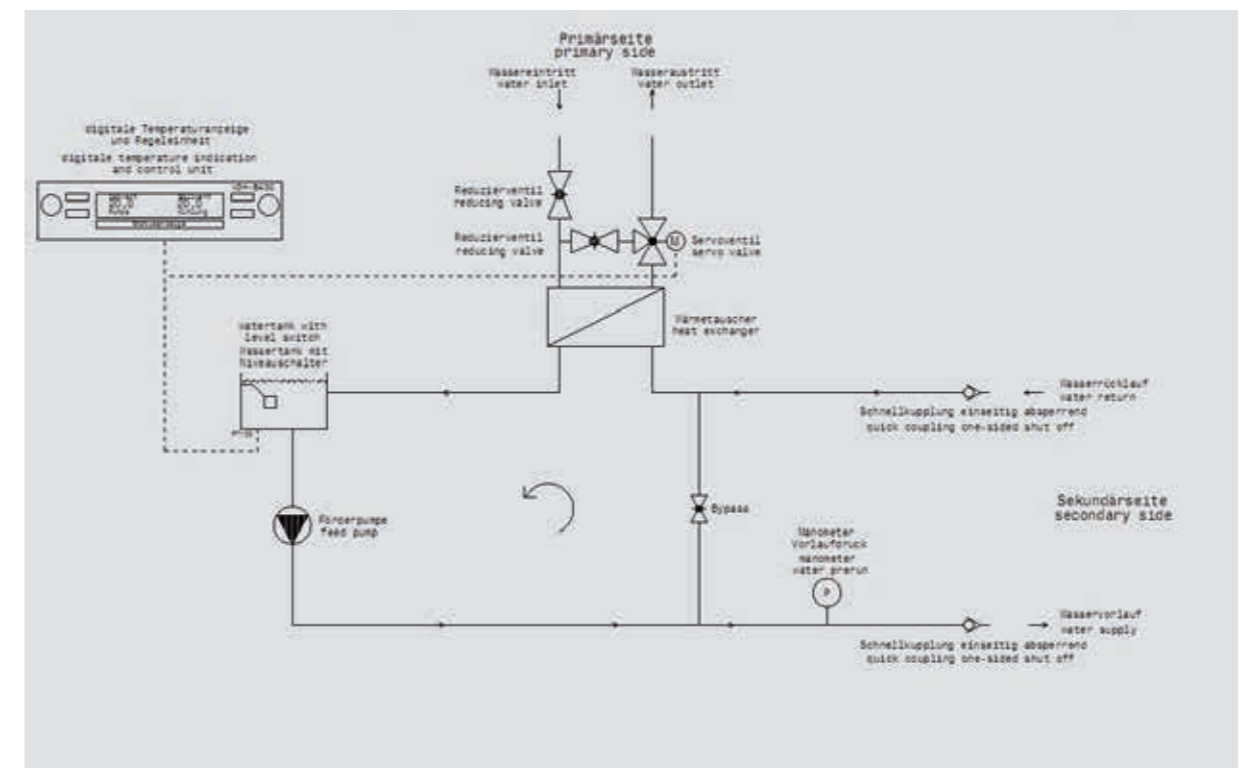 Primärseite
primary side
Wassereintritt
water inlet
Wasseraustritt
water outlet
digitale Temperaturanzeige
und Regeleinheit
digitale temperature indication
and control unit
Reduzierventil
reducing valve
Reduzierventil
reducing valve
M
Servoventil
servo valve
Wärmetauscher
heat exchanger
watertank with
level switch
Wassertank mit
Niveauschalter
Wasserrücklauf
water return
Schnellkupplung einseitig absperrend
quick coupling one-sided shut off
Förderpumpe
feed pump
Bypass
Sekundärseite
secondary side
Manometer
Vorlaufdruck
manometer
water prerun
P
Wasservorlauf
water supply
Schnellkupplung einseitig absperrend
quick coupling one-sided shut off